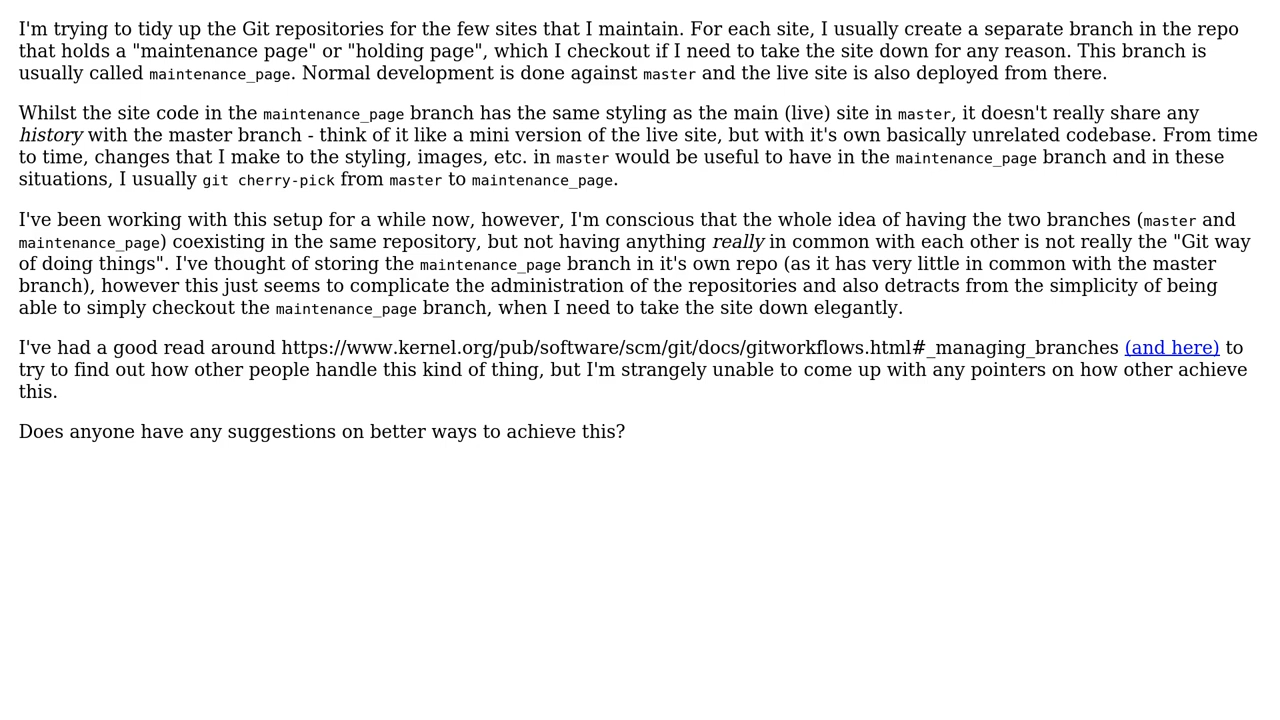 I'm trying to tidy up the Git repositories for the few sites that I maintain. For each site, I usually create a separate branch in the repo
that holds a "maintenance page" or "holding page", which I checkout if I need to take the site down for any reason. This branch is
usually called maintenance_page. Normal development is done against master and the live site is also deployed from there.
Whilst the site code in the maintenance_page branch has the same styling as the main (live) site in master, it doesn't really share any
history with the master branch - think of it like a mini version of the live site, but with it's own basically unrelated codebase. From time
to time, changes that I make to the styling, images, etc. in master would be useful to have in the maintenance_page branch and in these
situations, I usually git cherry-pick from master to maintenance_page.
I've been working with this setup for a while now, however, I'm conscious that the whole idea of having the two branches (master and
maintenance_page) coexisting in the same repository, but not having anything really in common with each other is not really the "Git way
of doing things". I've thought of storing the maintenance_page branch in it's own repo (as it has very little in common with the master
branch), however this just seems to complicate the administration of the repositories and also detracts from the simplicity of being
able to simply checkout the maintenance_page branch, when I need to take the site down elegantly.
I've had a good read around https://www.kernel.org/pub/software/scm/git/docs/gitworkflows.html#_managing_branches (and here) to
try to find out how other people handle this kind of thing, but I'm strangely unable to come up with any pointers on how other achieve
this.
Does anyone have any suggestions on better ways to achieve this?